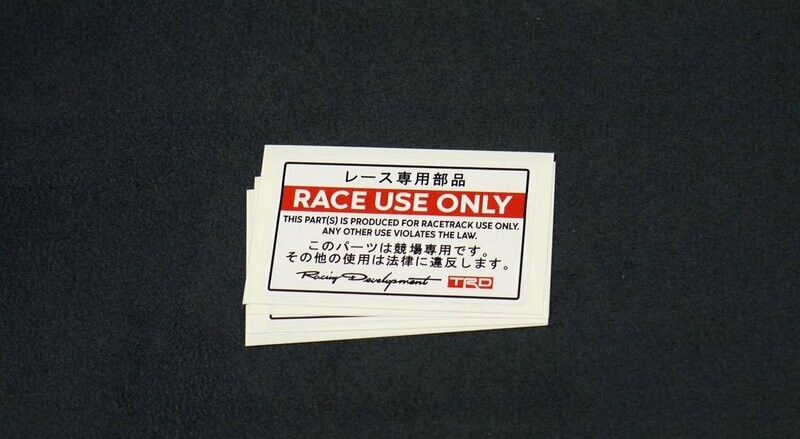 レース専用部品
RACE USE ONLY
THIS PART(S) IS PRODUCED FOR RACETRACK USE ONLY.
ANY OTHER USE VIOLATES THE LAW.
このパーツは競場専用です。
その他の使用は法律に違反します。
Racing Development TRD